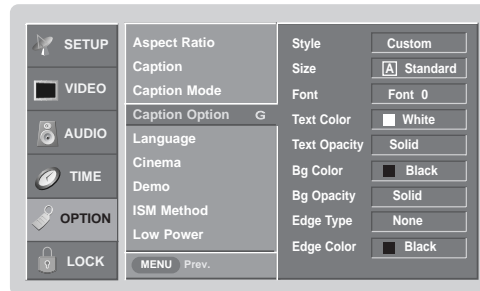 SETUP
VIDEO
AUDIO
TIME
OPTION
LOCK
Aspect Ratio
Caption
Caption Mode
Caption Option G
Language
Cinema
Demo
ISM Method
Low Power
MENU Prev.
Style Custom
Size A Standard
Font Font 0
Text Color White
Text Opacity Solid
Bg Color Black
Bg Opacity Solid
Edge Type None
Edge Color Black